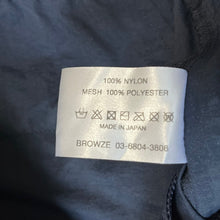 100% NYLON
MESH 100% POLYESTER
MADE IN JAPAN
BROWZE 03-6804-3808